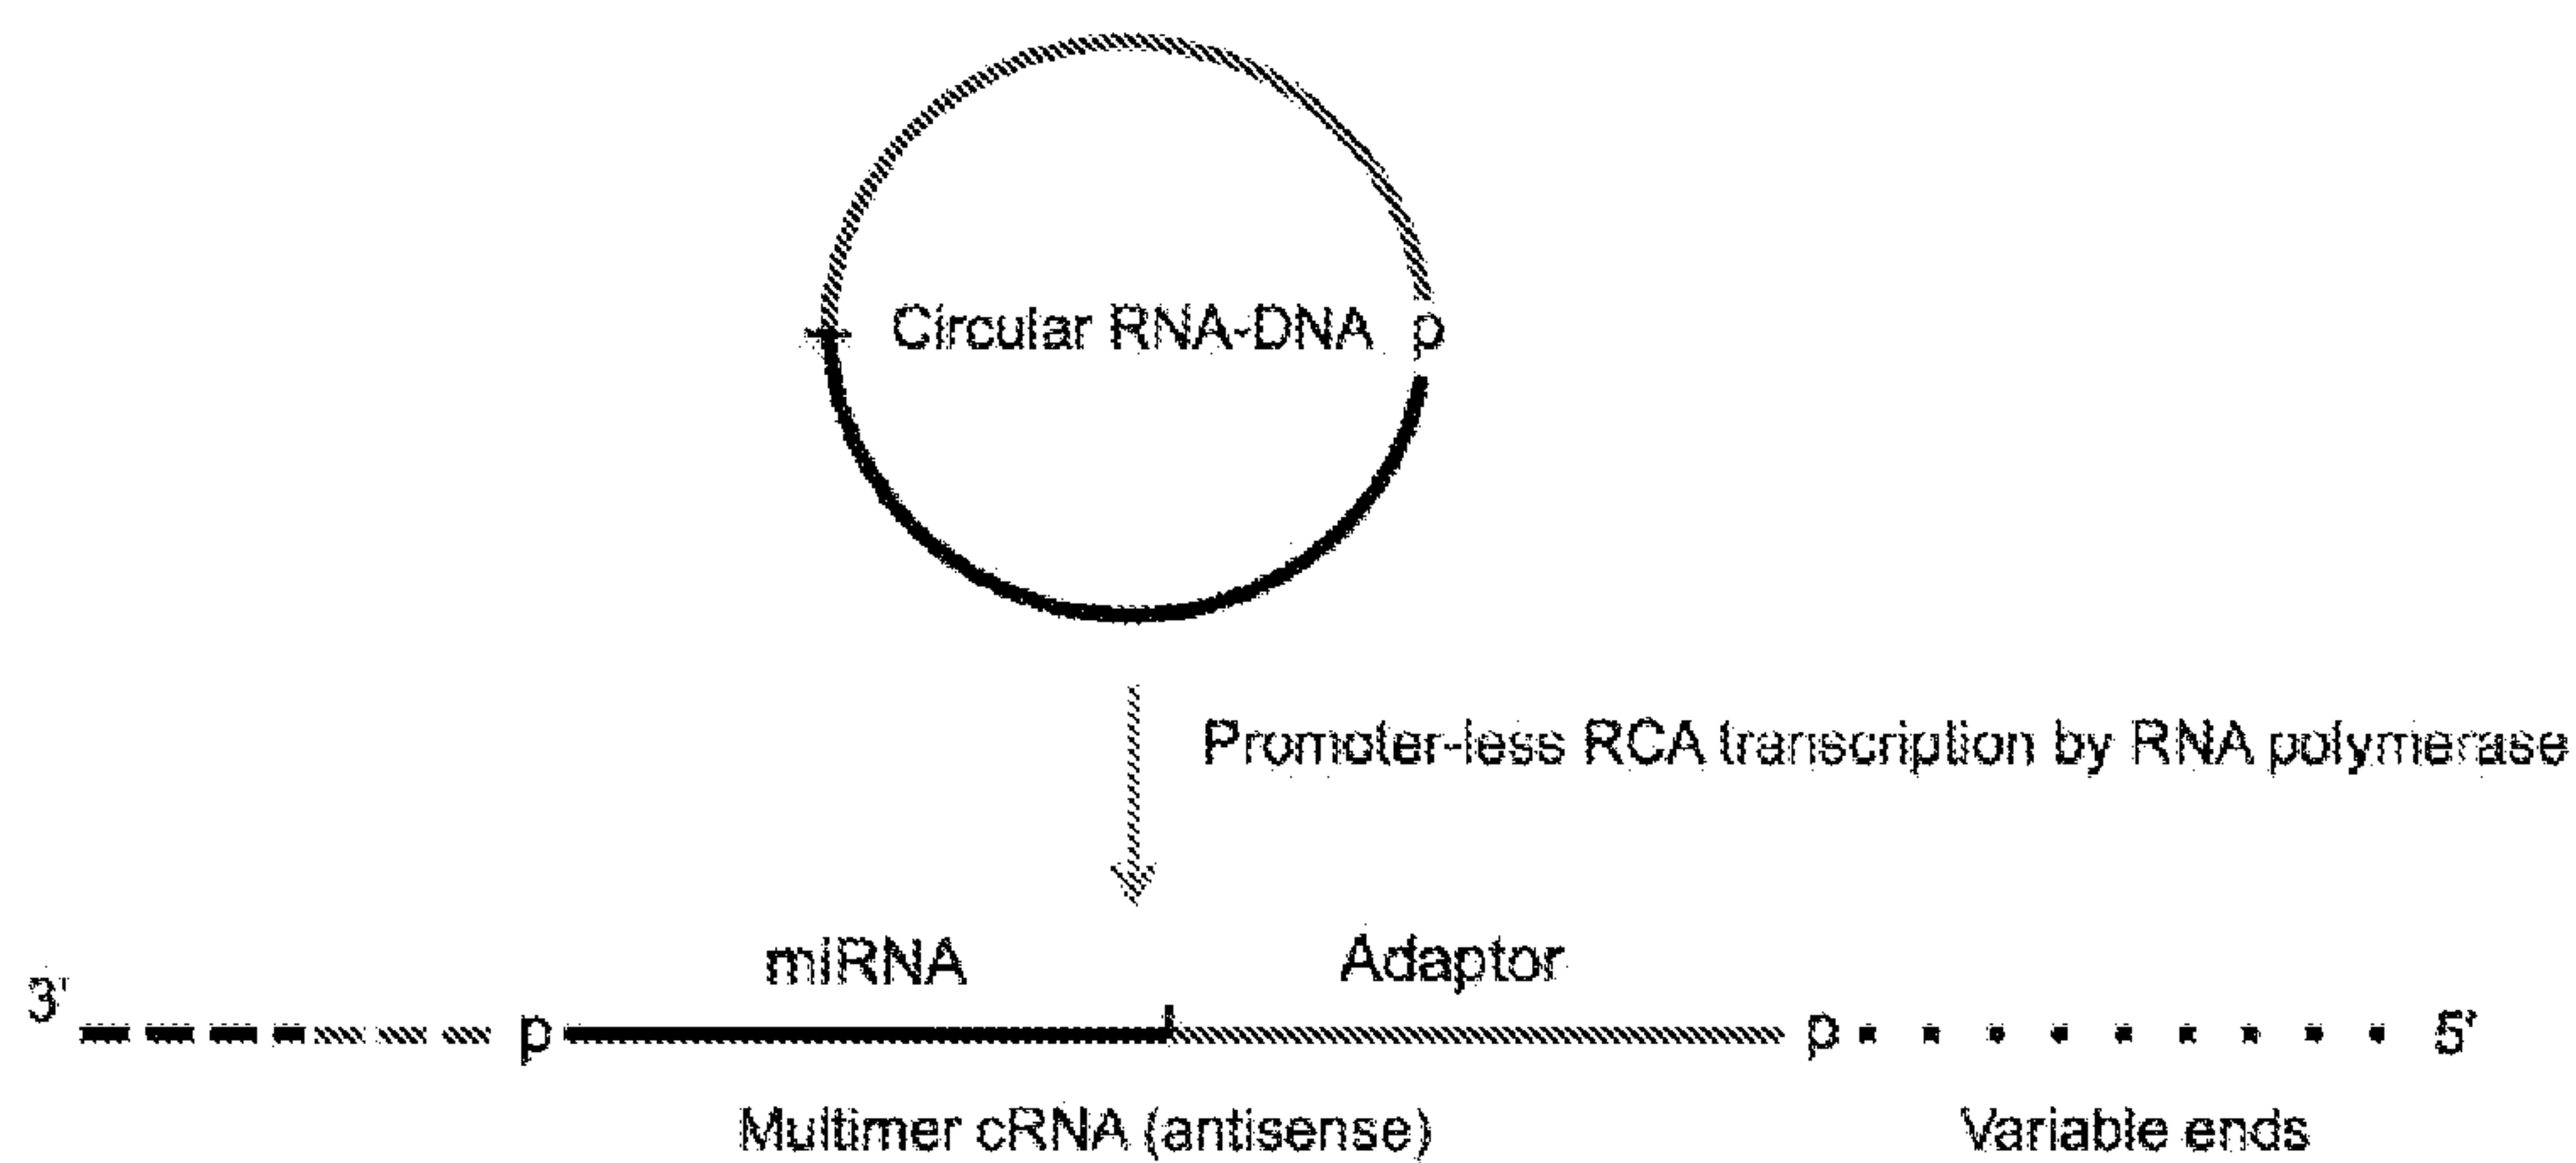 Circular RNA-DNA p
Promoter-less RCA transcription by RNA polymerase
miRNA Adaptor
3' p p 5'
Multimer cRNA (antisense) Variable ends